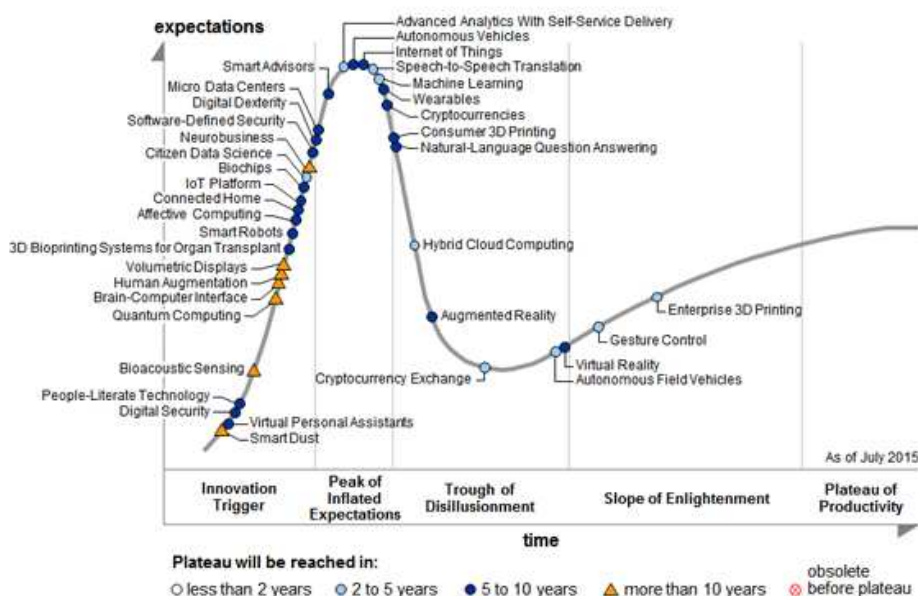 expectations
Advanced Analytics With Self-Service Delivery
Autonomous Vehicles
Internet of Things
Speech-to-Speech Translation
Machine Learning
Wearables
Cryptocurrencies
Consumer 3D Printing
Natural-Language Question Answering
Smart Advisors
Micro Data Centers
Digital Dexterity
Software-Defined Security
Neurobusiness
Citizen Data Science
Biochips
IoT Platform
Connected Home
Affective Computing
Smart Robots
3D Bioprinting Systems for Organ Transplant
Volumetric Displays
Human Augmentation
Brain-Computer Interface
Quantum Computing
Bioacoustic Sensing
People-Literate Technology
Digital Security
Virtual Personal Assistants
Smart Dust
Hybrid Cloud Computing
Augmented Reality
Cryptocurrency Exchange
Enterprise 3D Printing
Gesture Control
Virtual Reality
Autonomous Field Vehicles
As of July 2015
Innovation
Trigger
Peak of
Inflated
Expectations
Trough of
Disillusionment
Slope of Enlightenment
Plateau of
Productivity
time
Plateau will be reached in:
less than 2 years
2 to 5 years
5 to 10 years
more than 10 years
obsolete
before plateau